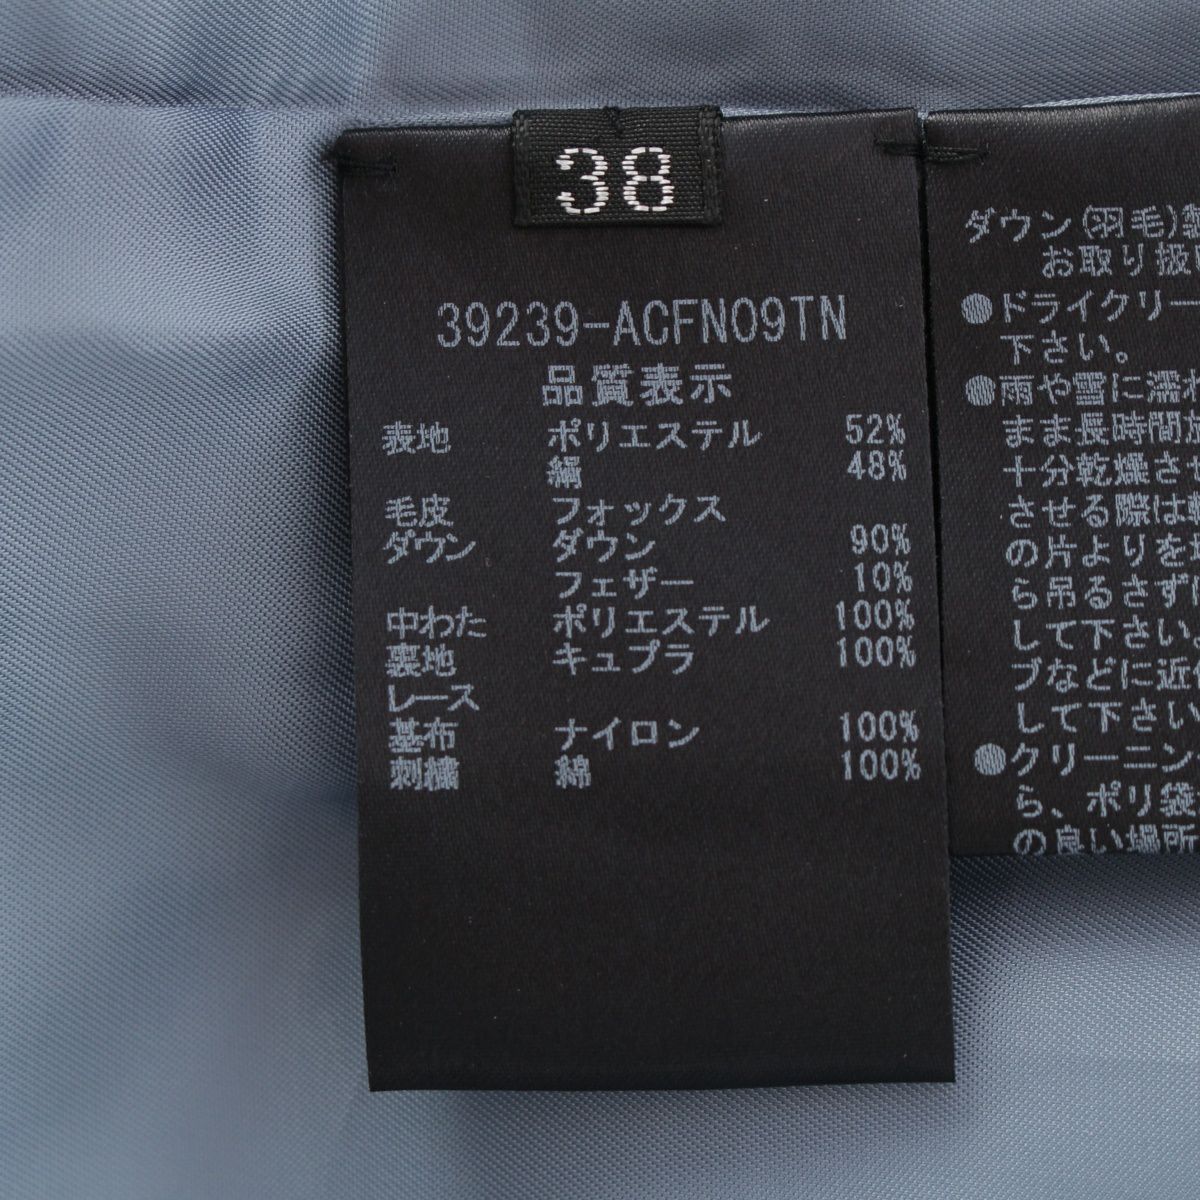 38
39239-ACFN09TN
品質表示
表地 ポリエステル 52%
絹 48%
毛皮 フォックス
ダウン ダウン 90%
フェザー 10%
中わた ポリエステル 100%
裏地 キュプラ 100%
レース
基布 ナイロン 100%
刺繍 綿 100%
ダウン(羽毛)製
お取り扱い
●ドライクリー
下さい。
●雨や雪に濡れ
まま長時間放
十分乾燥させ
させる際は
の片よりを
ら吊るさず
して下さい。
ブなどに近
して下さい
●クリーニン
ら、ポリ袋
の良い場所